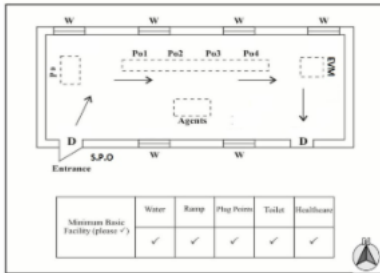 W W W W
Po1 Po2 Po3 Po4
Po
EVM
Agents
D D
S.P.O
Entrance
W W
Minimum Basic
Facility (please ✓)
Water Ramp Plug Points Toilet Healthcare
✓ ✓ ✓ ✓ ✓
N